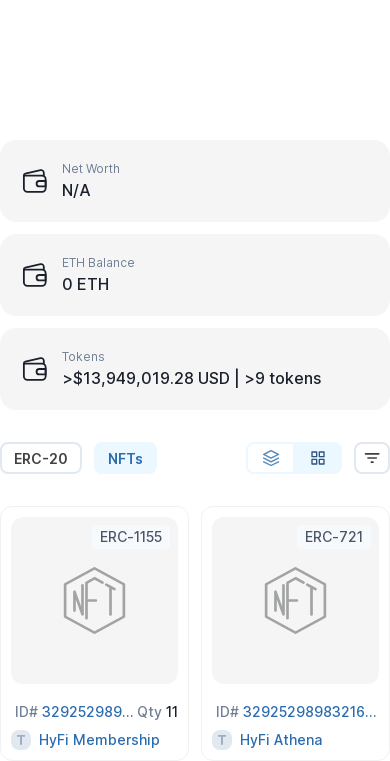 Net Worth
N/A
ETH Balance
0 ETH
Tokens
>$13,949,019.28 USD | >9 tokens
ERC-20
NFTs
ERC-1155
NFT
ID# 329252989... Qty 11
T HyFi Membership
ERC-721
NFT
ID# 32925298983216...
T HyFi Athena